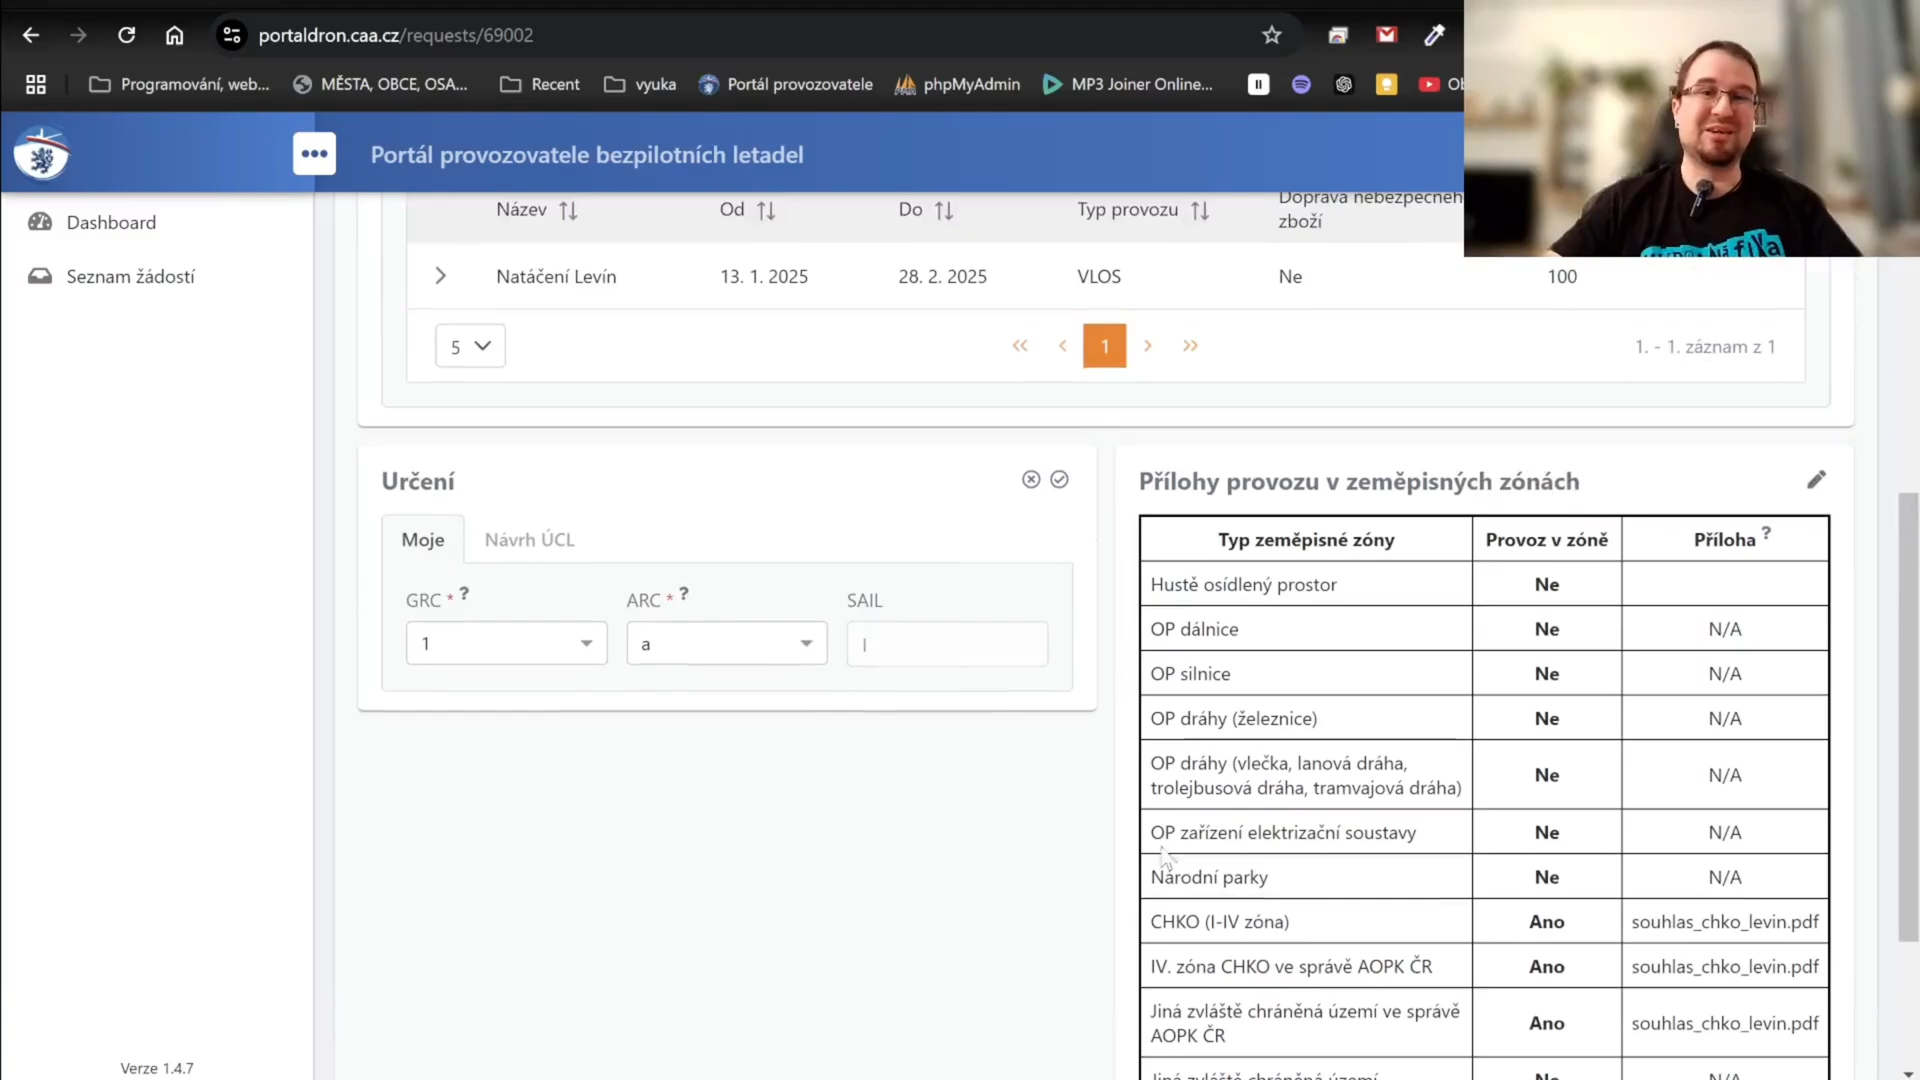 portaldron.caa.cz/requests/69002
Programování, web...
MĚSTA, OBCE, OSA...
Recent
vyuka
Portál provozovatele
phpMyAdmin
MP3 Joiner Online...
Portál provozovatele bezpilotních letadel
Dashboard
Seznam žádostí
Název
Od
Do
Typ provozu
Doprava nebezpečného
zboží
Natáčení Levín
13. 1. 2025
28. 2. 2025
VLOS
Ne
100
5
1
1. - 1. záznam z 1
Určení
Moje
Návrh ÚCL
GRC * ?
ARC * ?
SAIL
1
a
I
Přílohy provozu v zeměpisných zónách
Typ zeměpisné zóny
Provoz v zóně
Příloha ?
Hustě osídlený prostor
Ne
OP dálnice
Ne
N/A
OP silnice
Ne
N/A
OP dráhy (železnice)
Ne
N/A
OP dráhy (vlečka, lanová dráha,
trolejbusová dráha, tramvajová dráha)
Ne
N/A
OP zařízení elektrizační soustavy
Ne
N/A
Národní parky
Ne
N/A
CHKO (I-IV zóna)
Ano
souhlas_chko_levin.pdf
IV. zóna CHKO ve správě AOPK ČR
Ano
souhlas_chko_levin.pdf
Jiná zvláště chráněná území ve správě
AOPK ČR
Ano
souhlas_chko_levin.pdf
Jiná zvláště chráněná území
Ne
N/A
Verze 1.4.7